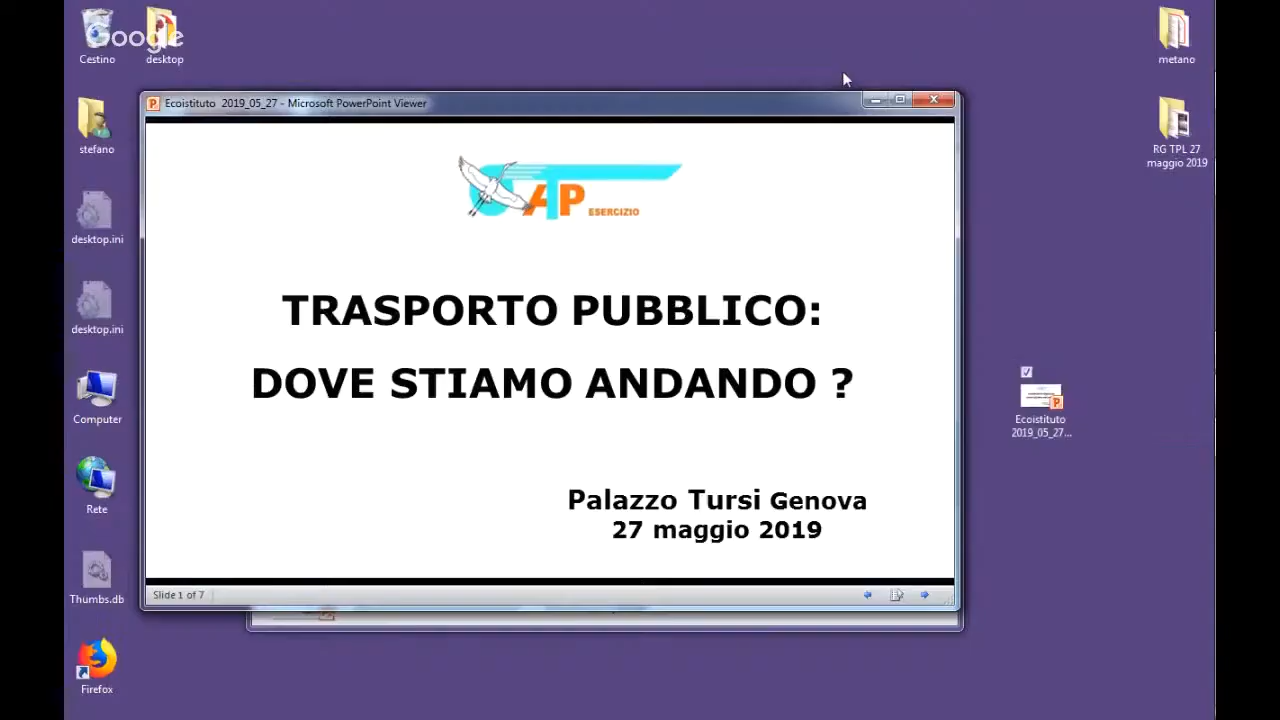 Google
Cestino
desktop
metano
Ecoistituto 2019_05_27 - Microsoft PowerPoint Viewer
stefano
RG TPL 27
maggio 2019
ATP
ESERCIZIO
desktop.ini
TRASPORTO PUBBLICO:
DOVE STIAMO ANDANDO ?
desktop.ini
Computer
Ecoistituto
2019_05_27...
Palazzo Tursi Genova
27 maggio 2019
Rete
Slide 1 of 7
Thumbs.db
Firefox